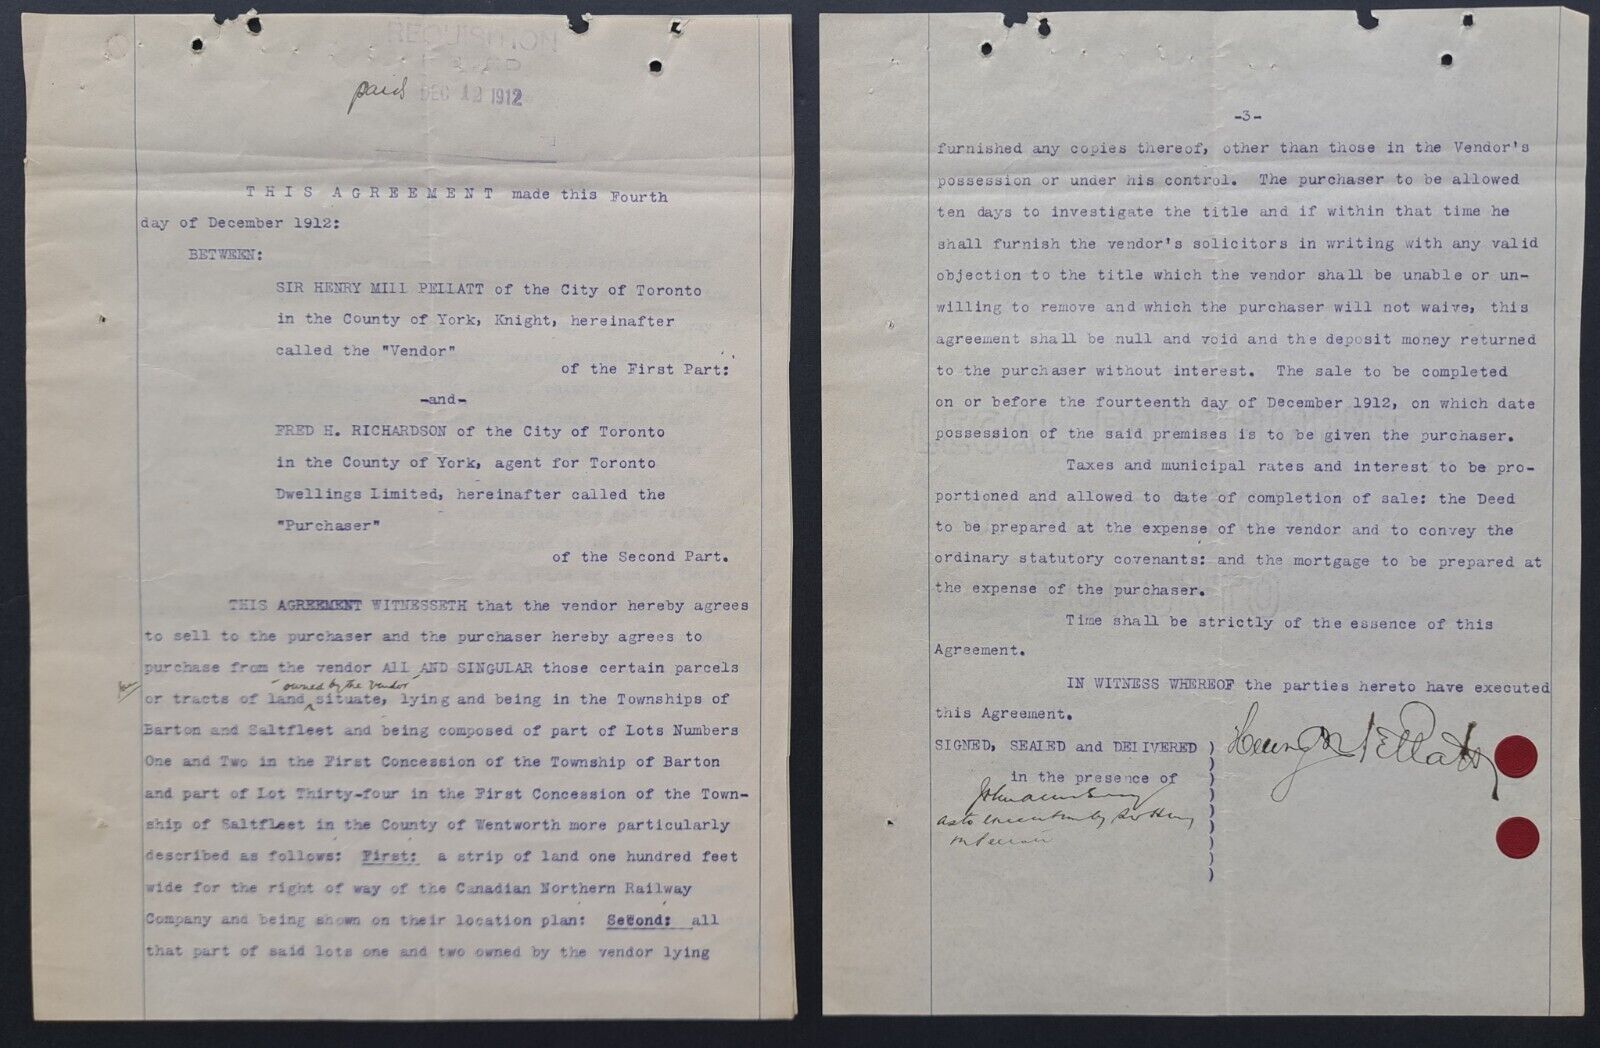 REQUISITION
paid DEC 12 1912
THIS AGREEMENT made this Fourth
day of December 1912:
BETWEEN:
SIR HENRY MILL PELLATT of the City of Toronto
in the County of York, Knight, hereinafter
called the "Vendor"
of the First Part:
-and-
FRED H. RICHARDSON of the City of Toronto
in the County of York, agent for Toronto
Dwellings Limited, hereinafter called the
"Purchaser"
of the Second Part.
THIS AGREEMENT WITNESSETH that the vendor hereby agrees
to sell to the purchaser and the purchaser hereby agrees to
purchase from the vendor ALL AND SINGULAR those certain parcels
owned by the vendor
or tracts of land situate, lying and being in the Townships of
Barton and Saltfleet and being composed of part of Lots Numbers
One and Two in the First Concession of the Township of Barton
and part of Lot Thirty-four in the First Concession of the Town-
ship of Saltfleet in the County of Wentworth more particularly
described as follows: First: a strip of land one hundred feet
wide for the right of way of the Canadian Northern Railway
Company and being shown on their location plan: Second: all
that part of said lots one and two owned by the vendor lying
-3-
furnished any copies thereof, other than those in the Vendor's
possession or under his control. The purchaser to be allowed
ten days to investigate the title and if within that time he
shall furnish the vendor's solicitors in writing with any valid
objection to the title which the vendor shall be unable or un-
willing to remove and which the purchaser will not waive, this
agreement shall be null and void and the deposit money returned
to the purchaser without interest. The sale to be completed
on or before the fourteenth day of December 1912, on which date
possession of the said premises is to be given the purchaser.
Taxes and municipal rates and interest to be pro-
portioned and allowed to date of completion of sale: the Deed
to be prepared at the expense of the vendor and to convey the
ordinary statutory covenants: and the mortgage to be prepared at
the expense of the purchaser.
Time shall be strictly of the essence of this
Agreement.
IN WITNESS WHEREOF the parties hereto have executed
this Agreement.
SIGNED, SEALED and DELIVERED )
Henry M Pellatt
in the presence of )
as to execution by Sir Henry
M Pellatt